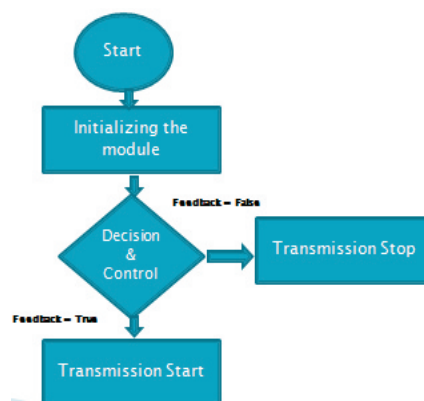 Start
Initializing the
module
Feedback = False
Decision
&
Control
Transmission Stop
Feedback = True
Transmission Start